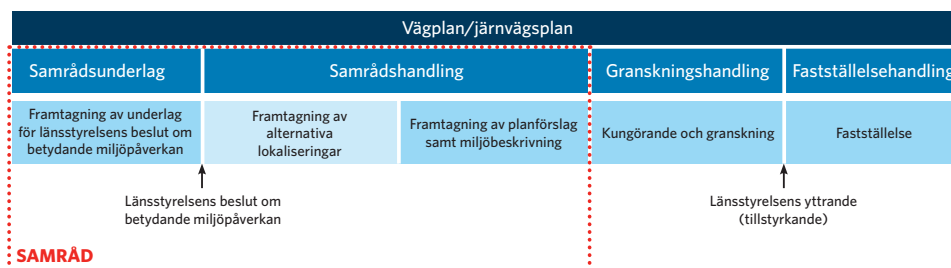 Vägplan/järnvägsplan
Samrådsunderlag
Samrådshandling
Granskningshandling
Fastställelsehandling
Framtagning av underlag
för länsstyrelsens beslut om
betydande miljöpåverkan
Framtagning av
alternativa
lokaliseringar
Framtagning av planförslag
samt miljöbeskrivning
Kungörande och granskning
Fastställelse
Länsstyrelsens beslut om
betydande miljöpåverkan
Länsstyrelsens yttrande
(tillstyrkande)
SAMRÅD